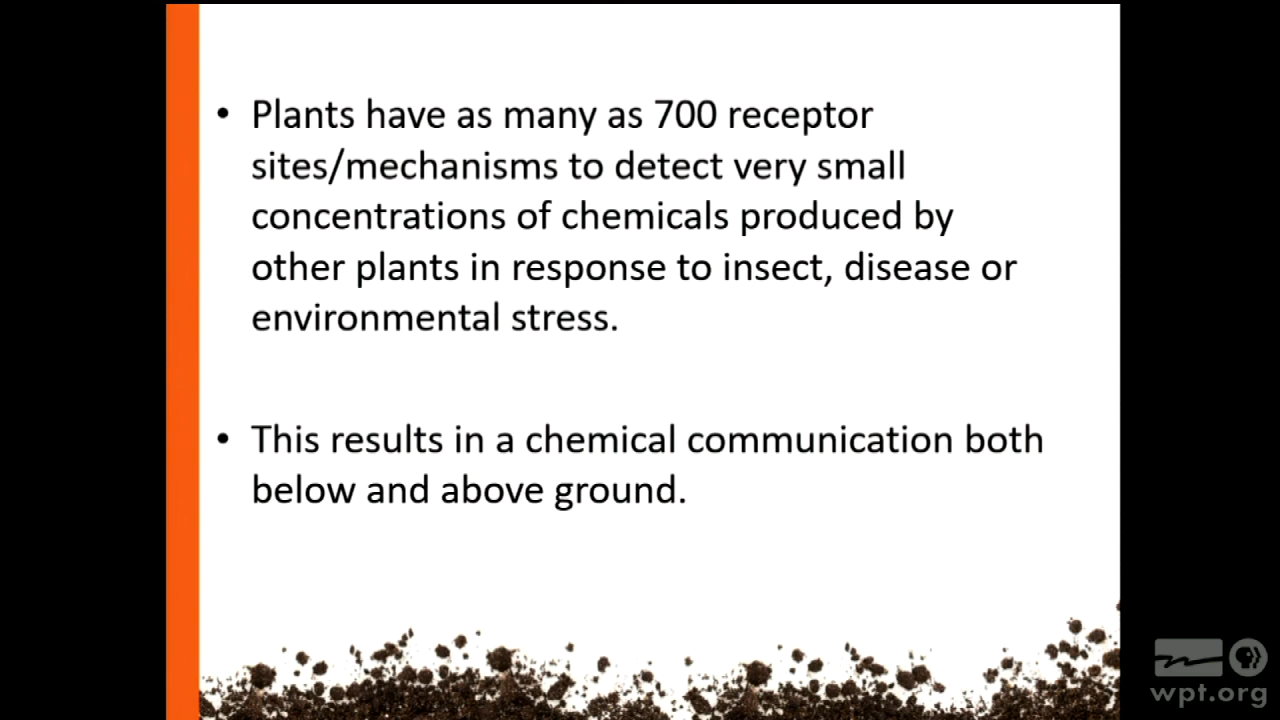 • Plants have as many as 700 receptor
sites/mechanisms to detect very small
concentrations of chemicals produced by
other plants in response to insect, disease or
environmental stress.
• This results in a chemical communication both
below and above ground.
wpt.org